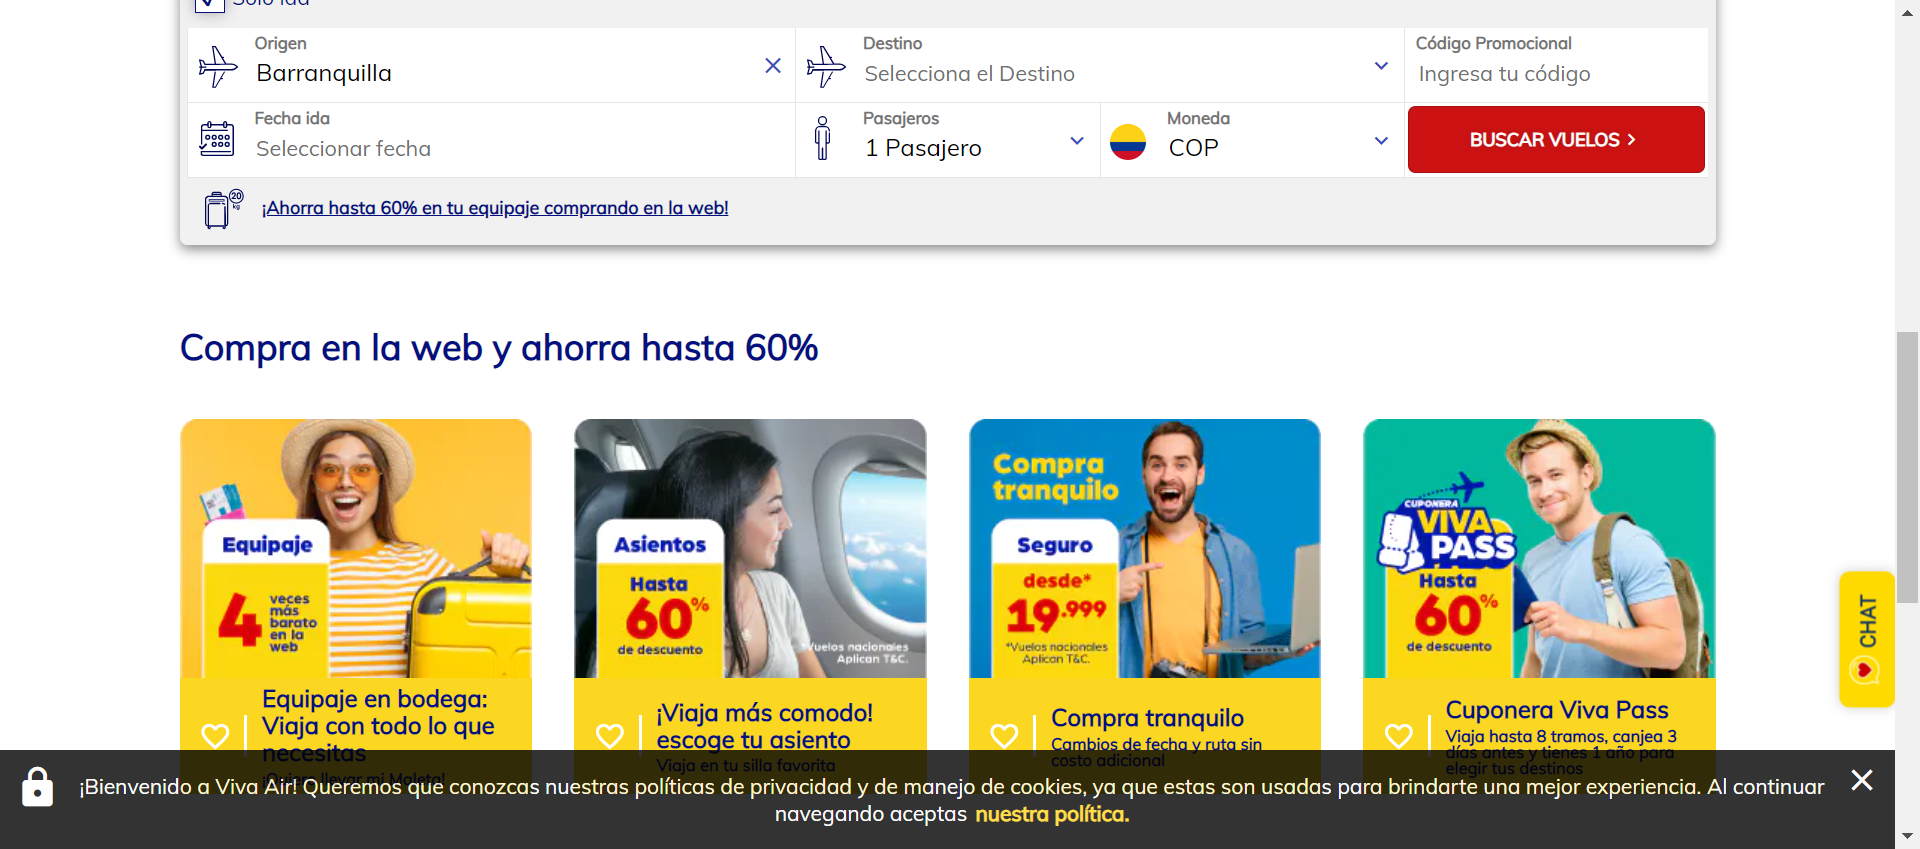 Solo ida
Origen
Barranquilla
Destino
Selecciona el Destino
Código Promocional
Ingresa tu código
Fecha ida
Seleccionar fecha
Pasajeros
1 Pasajero
Moneda
COP
BUSCAR VUELOS >
20 kg
¡Ahorra hasta 60% en tu equipaje comprando en la web!
Compra en la web y ahorra hasta 60%
Equipaje
4 veces
más
barato
en la
web
Equipaje en bodega:
Viaja con todo lo que
necesitas
¡Quiero llevar mi Maleta!
Asientos
Hasta
60%
de descuento
*Vuelos nacionales
Aplican T&C.
¡Viaja más comodo!
escoge tu asiento
Viaja en tu silla favorita
Compra
tranquilo
Seguro
desde*
19.999
*Vuelos nacionales
Aplican T&C.
Compra tranquilo
Cambios de fecha y ruta sin
costo adicional
CUPONERA
VIVA
PASS
Hasta
60%
de descuento
Cuponera Viva Pass
Viaja hasta 8 tramos, canjea 3
días antes y tienes 1 año para
elegir tus destinos
CHAT
¡Bienvenido a Viva Air! Queremos que conozcas nuestras políticas de privacidad y de manejo de cookies, ya que estas son usadas para brindarte una mejor experiencia. Al continuar
navegando aceptas nuestra política.